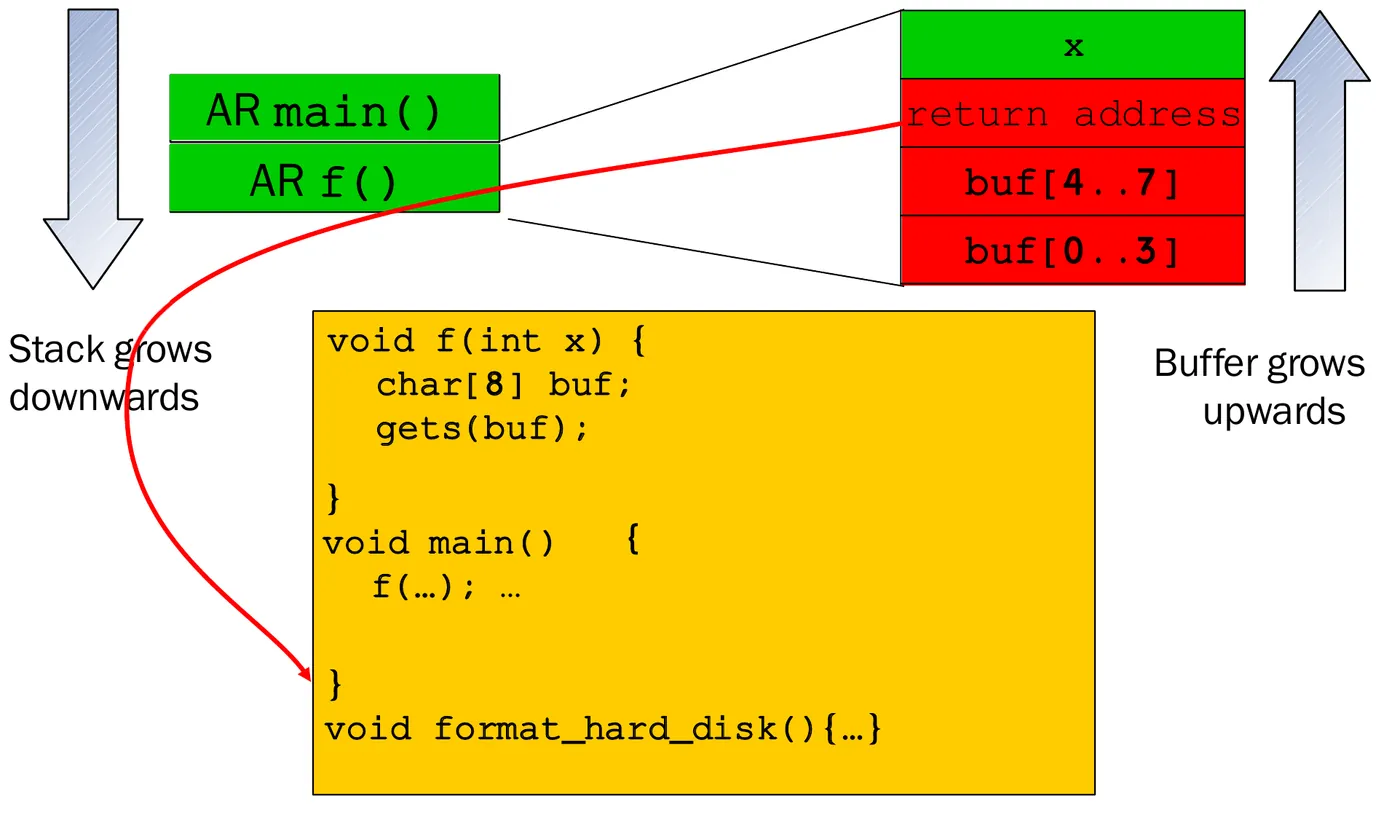 AR main()
AR f()
x
return address
buf[4..7]
buf[0..3]
Stack grows
downwards
Buffer grows
upwards
void f(int x) {
char[8] buf;
gets(buf);
}
void main() {
f(…); …
}
void format_hard_disk(){…}